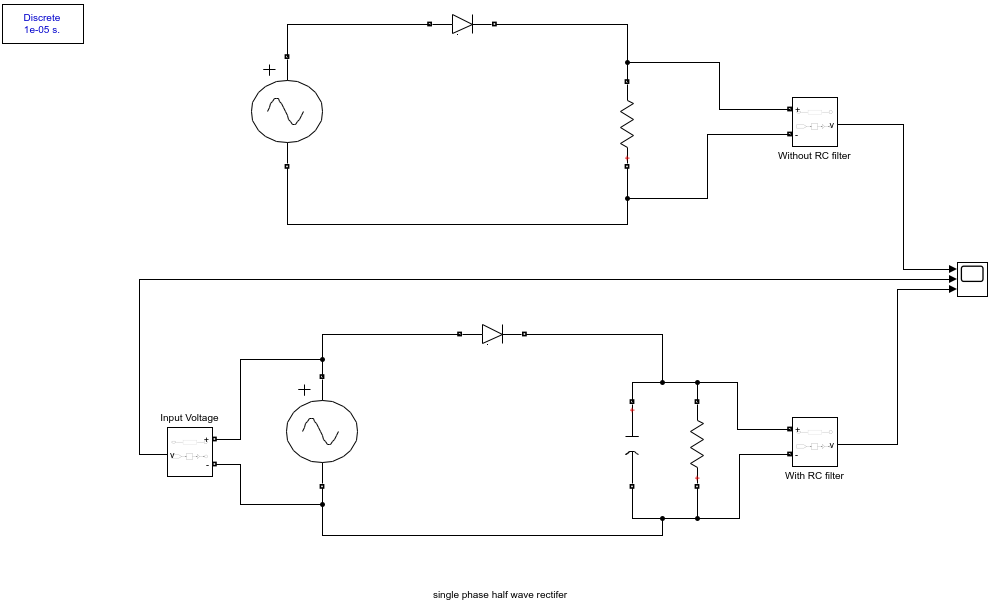 Discrete
1e-05 s.
+
+
-
v
Without RC filter
Input Voltage
+
v
-
+
+
-
v
With RC filter
single phase half wave rectifer